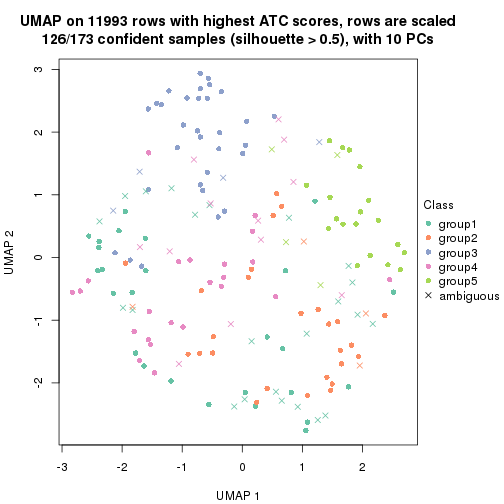 UMAP on 11993 rows with highest ATC scores, rows are scaled
126/173 confident samples (silhouette > 0.5), with 10 PCs
3
2
1
0
-1
-2
UMAP 2
-3
-2
-1
0
1
2
UMAP 1
Class
group1
group2
group3
group4
group5
ambiguous